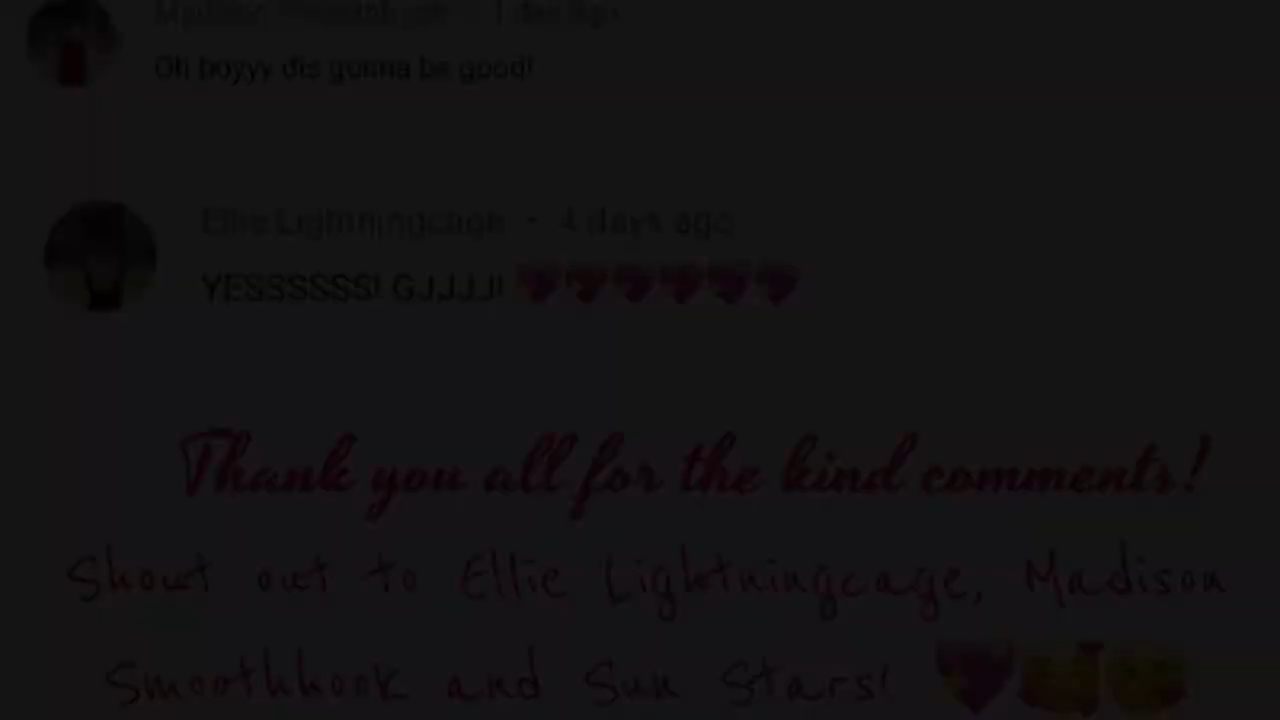 Oh boyyy dis gonna be good!
Ellie Lightningcage • 4 days ago
YESSSSSS! GJJJJ! 💖💖💖💖💖💖
Thank you all for the kind comments!
Shout out to Ellie Lightningcage, Madison
Smoothhook and Sun Stars!